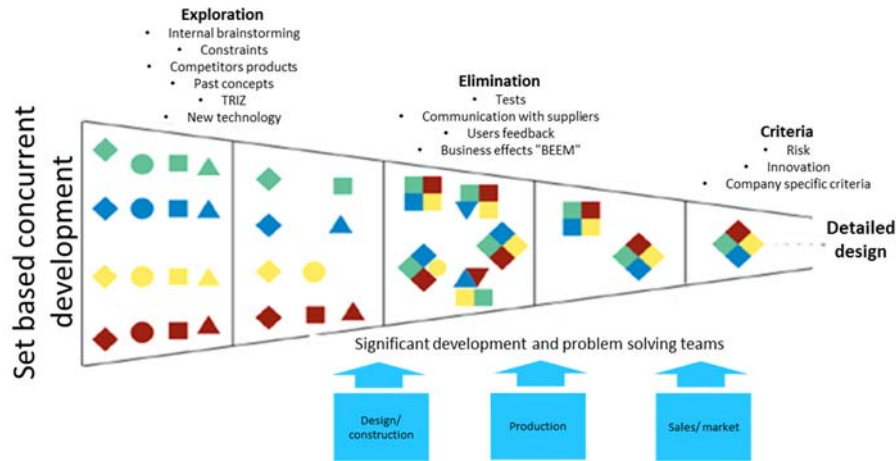 Exploration
• Internal brainstorming
• Constraints
• Competitors products
• Past concepts
• TRIZ
• New technology
Elimination
• Tests
• Communication with suppliers
• Users feedback
• Business effects "BEEM"
Criteria
• Risk
• Innovation
• Company specific criteria
Set based concurrent
development
Detailed
design
Significant development and problem solving teams
Design/
construction
Production
Sales/ market